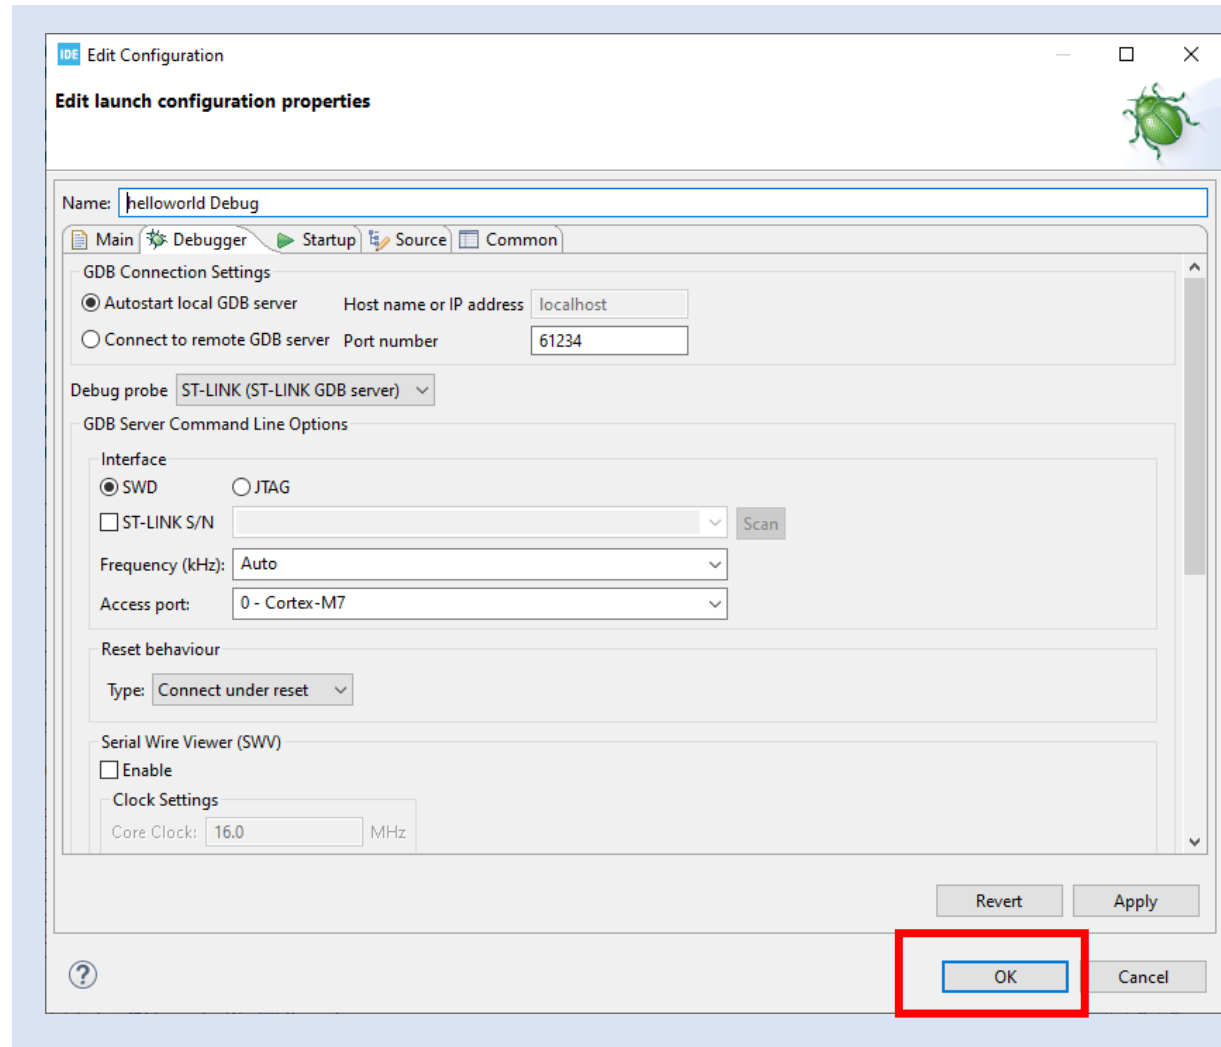 IDE Edit Configuration
Edit launch configuration properties
Name: helloworld Debug
Main Debugger Startup Source Common
GDB Connection Settings
Autostart local GDB server Host name or IP address localhost
Connect to remote GDB server Port number 61234
Debug probe ST-LINK (ST-LINK GDB server)
GDB Server Command Line Options
Interface
SWD JTAG
ST-LINK S/N Scan
Frequency (kHz): Auto
Access port: 0 - Cortex-M7
Reset behaviour
Type: Connect under reset
Serial Wire Viewer (SWV)
Enable
Clock Settings
Core Clock: 16.0 MHz
Revert Apply
? OK Cancel